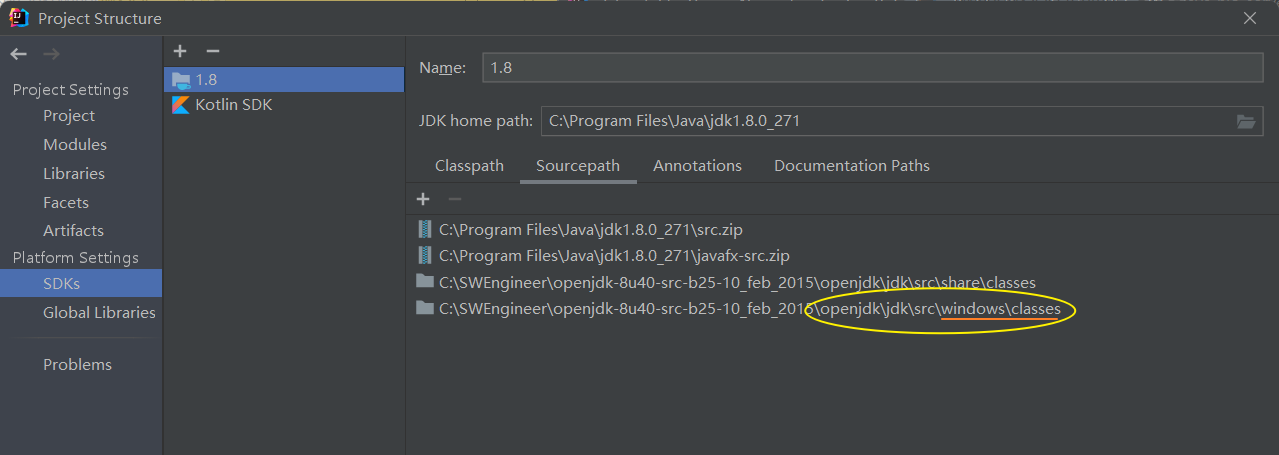 Project Structure
Project Settings
Project
Modules
Libraries
Facets
Artifacts
Platform Settings
SDKs
Global Libraries
Problems
1.8
Kotlin SDK
Name: 1.8
JDK home path: C:\Program Files\Java\jdk1.8.0_271
Classpath Sourcepath Annotations Documentation Paths
C:\Program Files\Java\jdk1.8.0_271\src.zip
C:\Program Files\Java\jdk1.8.0_271\javafx-src.zip
C:\SWEngineer\openjdk-8u40-src-b25-10_feb_2015\openjdk\jdk\src\share\classes
C:\SWEngineer\openjdk-8u40-src-b25-10_feb_2015\openjdk\jdk\src\windows\classes